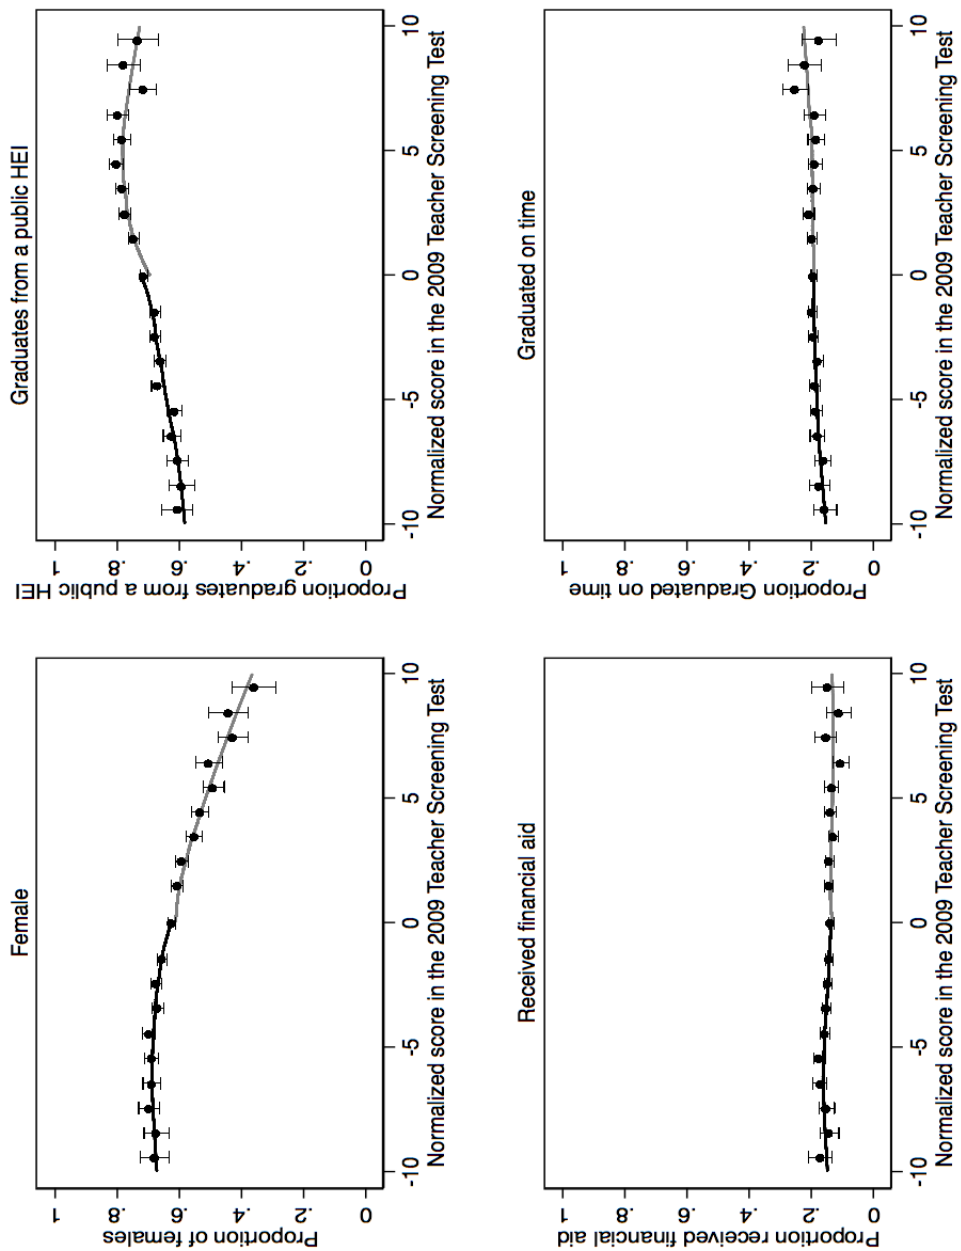 Female
Proportion of females
1
.8
.6
.4
.2
0
-10 -5 0 5 10
Normalized score in the 2009 Teacher Screening Test
Graduates from a public HEI
Proportion graduates from a public HEI
1
.8
.6
.4
.2
0
-10 -5 0 5 10
Normalized score in the 2009 Teacher Screening Test
Received financial aid
Proportion received financial aid
1
.8
.6
.4
.2
0
-10 -5 0 5 10
Normalized score in the 2009 Teacher Screening Test
Graduated on time
Proportion Graduated on time
1
.8
.6
.4
.2
0
-10 -5 0 5 10
Normalized score in the 2009 Teacher Screening Test